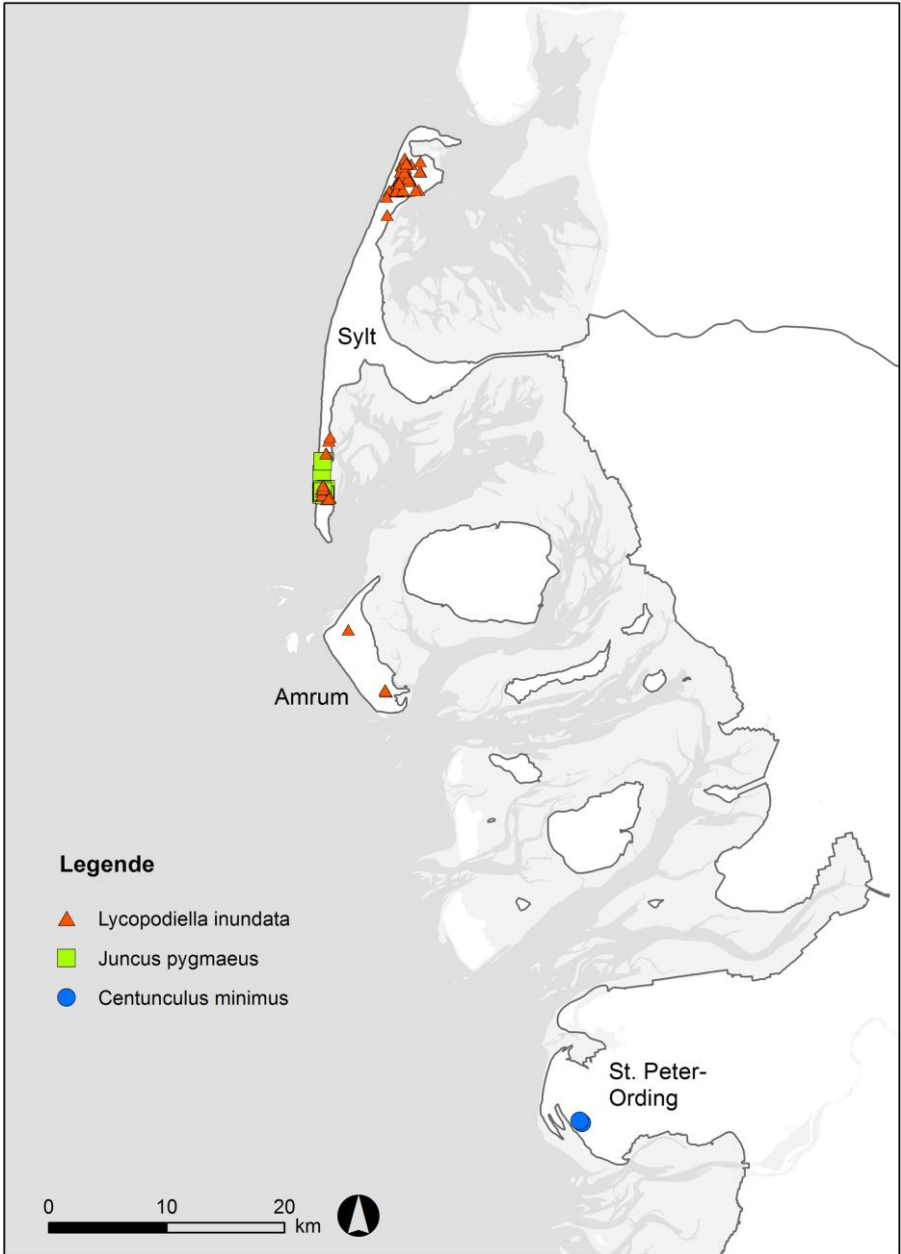 Sylt
Amrum
Legende
Lycopodiella inundata
Juncus pygmaeus
Centunculus minimus
St. Peter-
Ording
0 10 20
km